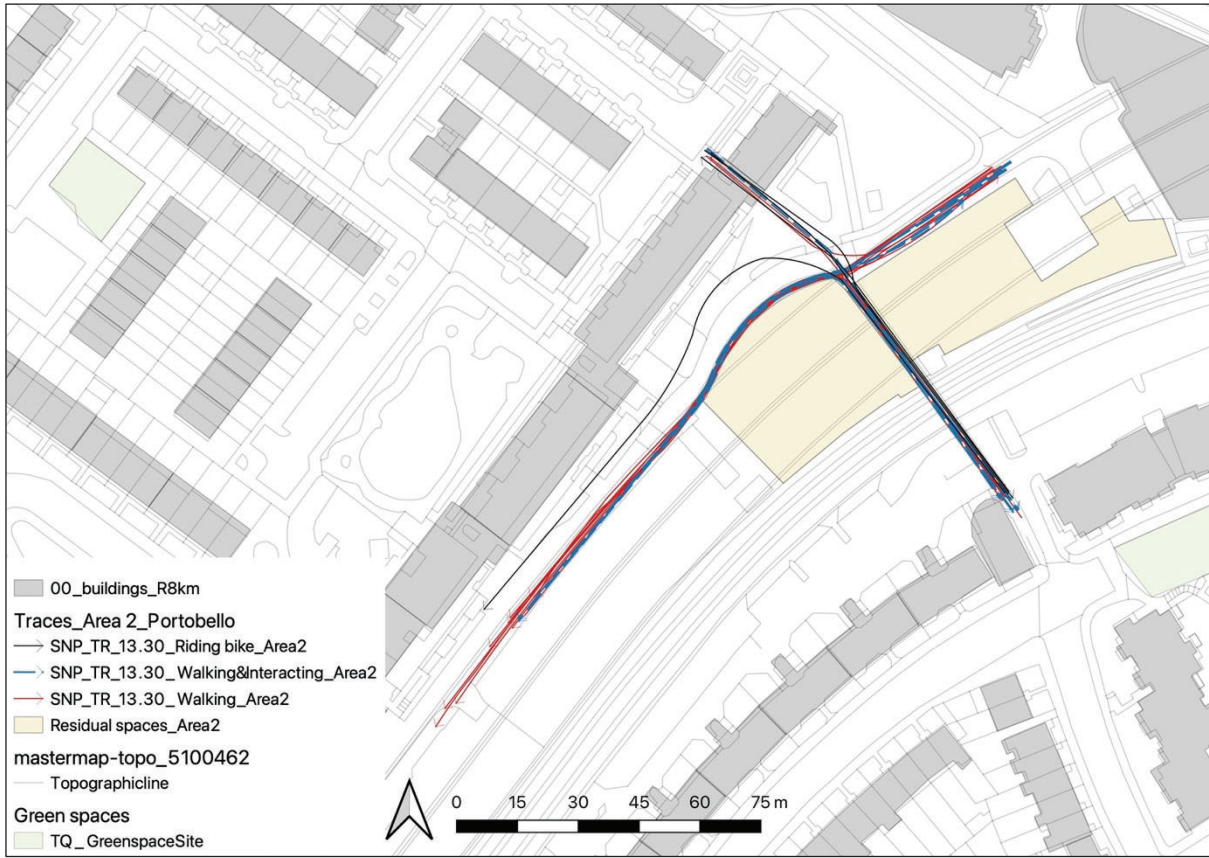 00_buildings_R8km
Traces_Area 2_Portobello
SNP_TR_13.30_Riding bike_Area2
SNP_TR_13.30_Walking&Interacting_Area2
SNP_TR_13.30_Walking_Area2
Residual spaces_Area2
mastermap-topo_5100462
Topographicline
Green spaces
TQ_GreenspaceSite
0 15 30 45 60 75 m